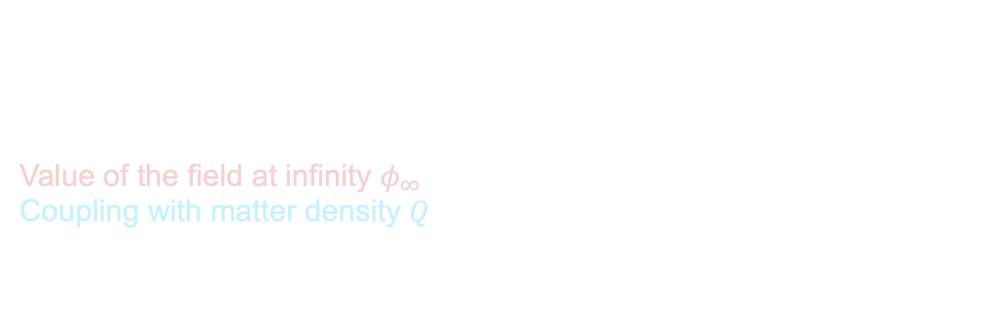 Value of the field at infinity ϕ∞
Coupling with matter density Q